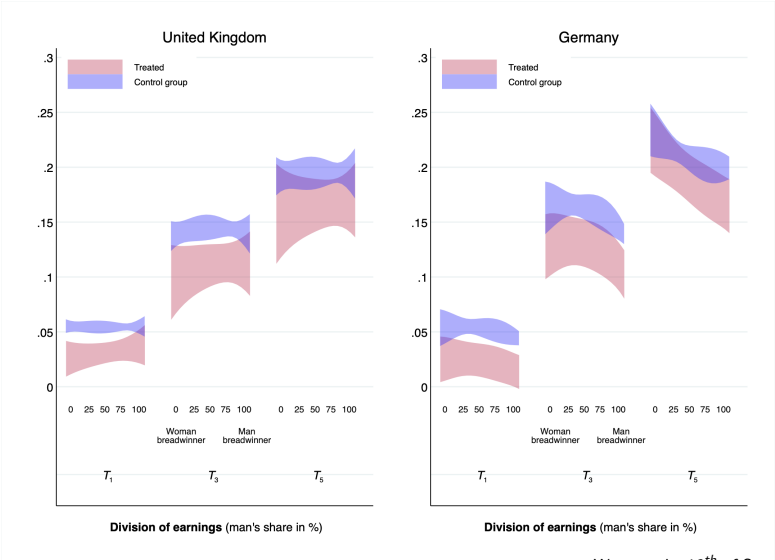 United Kingdom
Germany
.3
Treated
Control group
.25
.2
.15
.1
.05
0
0 25 50 75 100 0 25 50 75 100 0 25 50 75 100
Woman breadwinner
Man breadwinner
T1 T3 T5
Division of earnings (man's share in %)
.3
Treated
Control group
.25
.2
.15
.1
.05
0
0 25 50 75 100 0 25 50 75 100 0 25 50 75 100
Woman breadwinner
Man breadwinner
T1 T3 T5
Division of earnings (man's share in %)